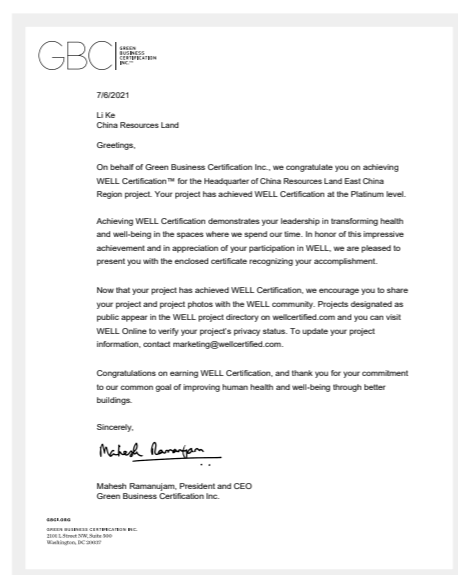 GBCI
GREEN
BUSINESS
CERTIFICATION
INC.™
7/6/2021
Li Ke
China Resources Land
Greetings,
On behalf of Green Business Certification Inc., we congratulate you on achieving
WELL Certification™ for the Headquarter of China Resources Land East China
Region project. Your project has achieved WELL Certification at the Platinum level.
Achieving WELL Certification demonstrates your leadership in transforming health
and well-being in the spaces where we spend our time. In honor of this impressive
achievement and in appreciation of your participation in WELL, we are pleased to
present you with the enclosed certificate recognizing your accomplishment.
Now that your project has achieved WELL Certification, we encourage you to share
your project and project photos with the WELL community. Projects designated as
public appear in the WELL project directory on wellcertified.com and you can visit
WELL Online to verify your project's privacy status. To update your project
information, contact marketing@wellcertified.com.
Congratulations on earning WELL Certification, and thank you for your commitment
to our common goal of improving human health and well-being through better
buildings.
Sincerely,
Mahesh Ramanujam
Mahesh Ramanujam, President and CEO
Green Business Certification Inc.
GBCI.ORG
GREEN BUSINESS CERTIFICATION INC.
2101 L Street NW, Suite 500
Washington, DC 20037